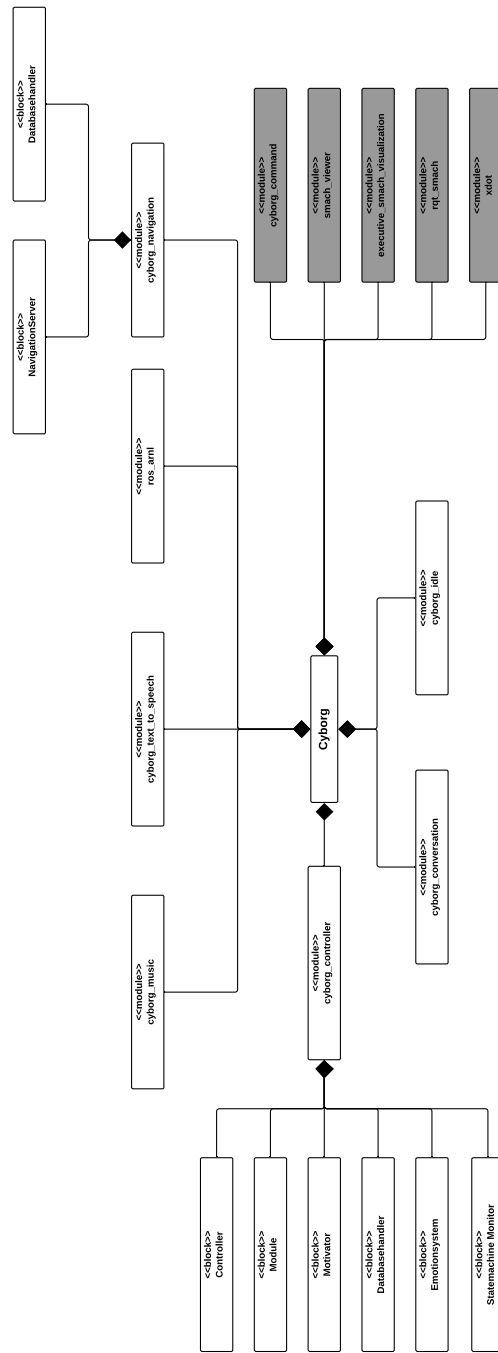 <<block>>
Databasehandler
<<block>>
NavigationServer
<<module>>
cyborg_navigation
<<module>>
ros_arnl
<<module>>
cyborg_text_to_speech
<<module>>
cyborg_music
<<module>>
cyborg_command
<<module>>
smach_viewer
<<module>>
executive_smach_visualization
<<module>>
rqt_smach
<<module>>
xdot
Cyborg
<<module>>
cyborg_idle
<<module>>
cyborg_conversation
<<module>>
cyborg_controller
<<block>>
Controller
<<block>>
Module
<<block>>
Motivator
<<block>>
Databasehandler
<<block>>
Emotionsystem
<<block>>
Statemachine Monitor